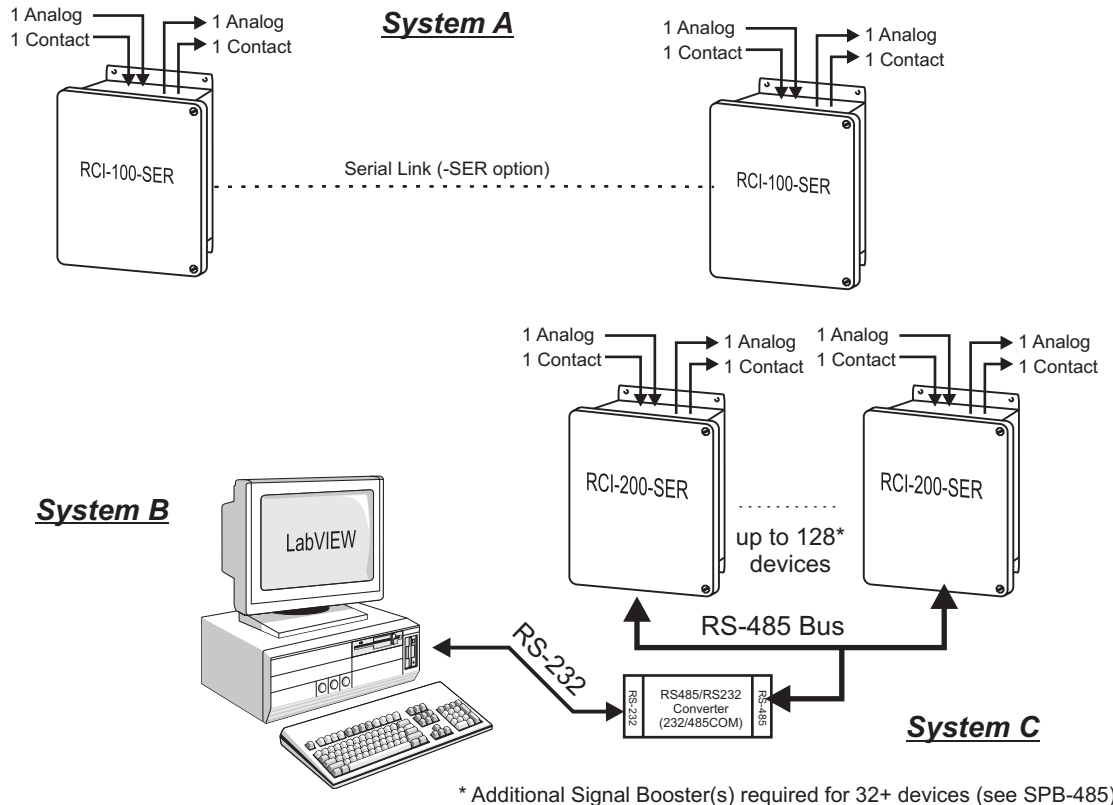 System A
1 Analog
1 Contact
1 Analog
1 Contact
RCI-100-SER
Serial Link (-SER option)
1 Analog
1 Contact
1 Analog
1 Contact
RCI-100-SER
1 Analog
1 Contact
1 Analog
1 Contact
RCI-200-SER
1 Analog
1 Contact
1 Analog
1 Contact
RCI-200-SER
up to 128*
devices
System B
LabVIEW
RS-485 Bus
RS-232
RS-232
RS485/RS232
Converter
(232/485COM)
RS-485
System C
* Additional Signal Booster(s) required for 32+ devices (see SPB-485)